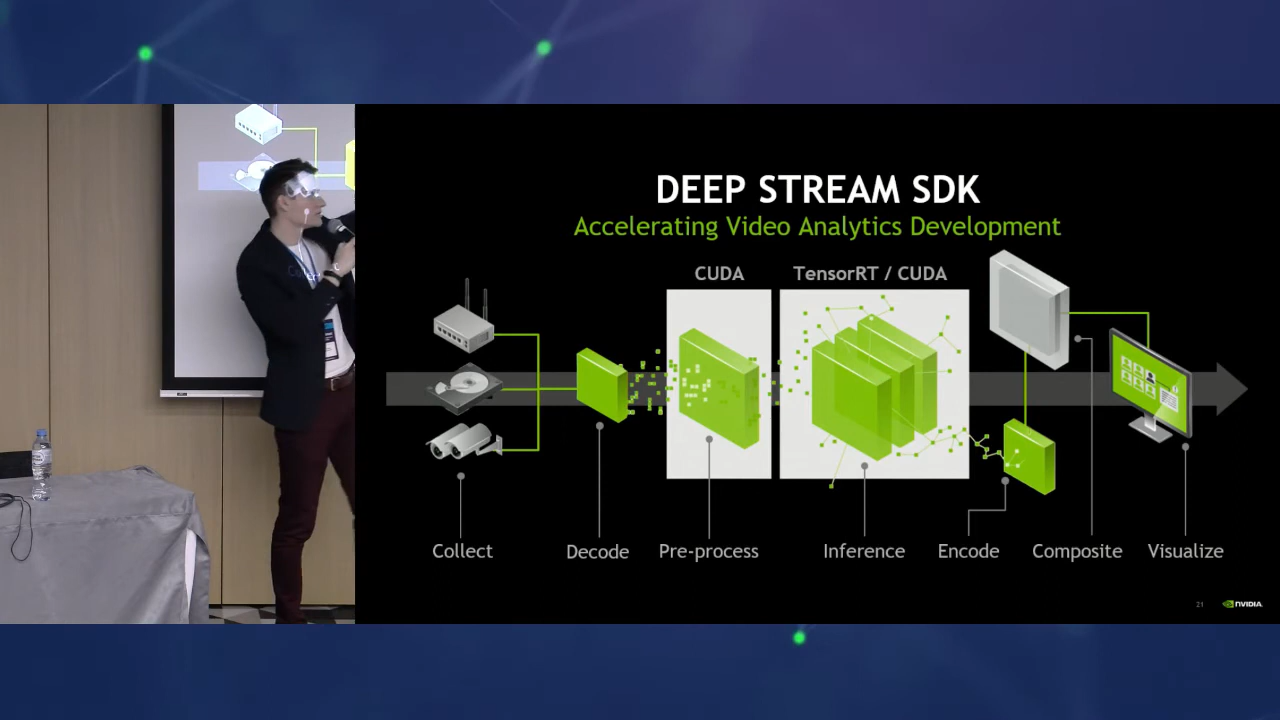 DEEP STREAM SDK
Accelerating Video Analytics Development
CUDA
TensorRT / CUDA
Collect
Decode
Pre-process
Inference
Encode
Composite
Visualize
21
NVIDIA